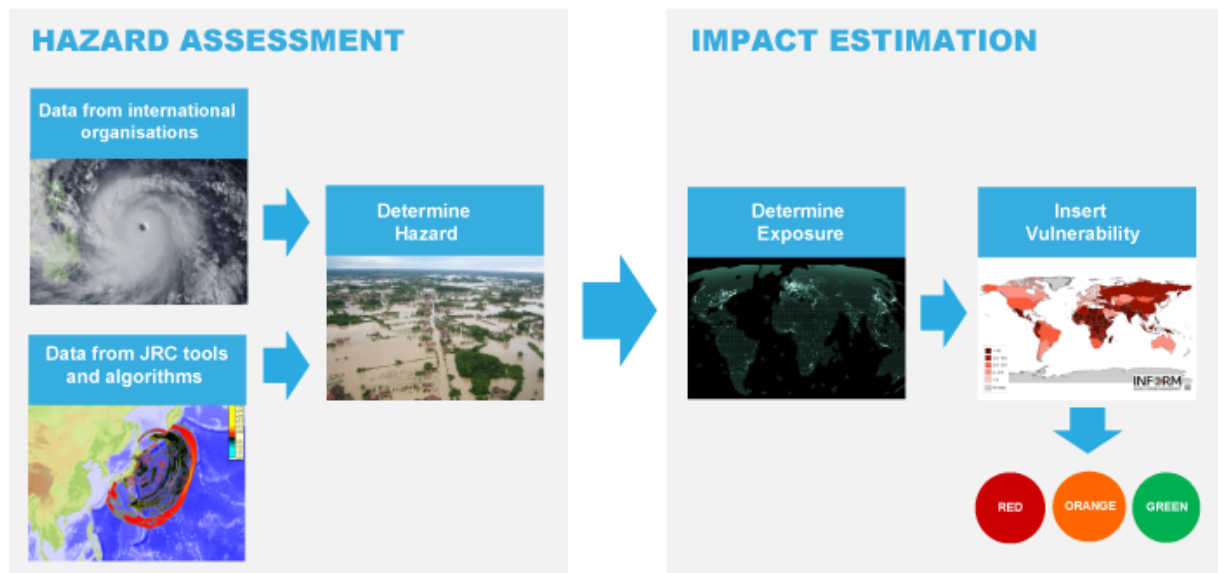 HAZARD ASSESSMENT
Data from international
organisations
Data from JRC tools
and algorithms
Determine
Hazard
IMPACT ESTIMATION
Determine
Exposure
Insert
Vulnerability
INFORM
RED
ORANGE
GREEN